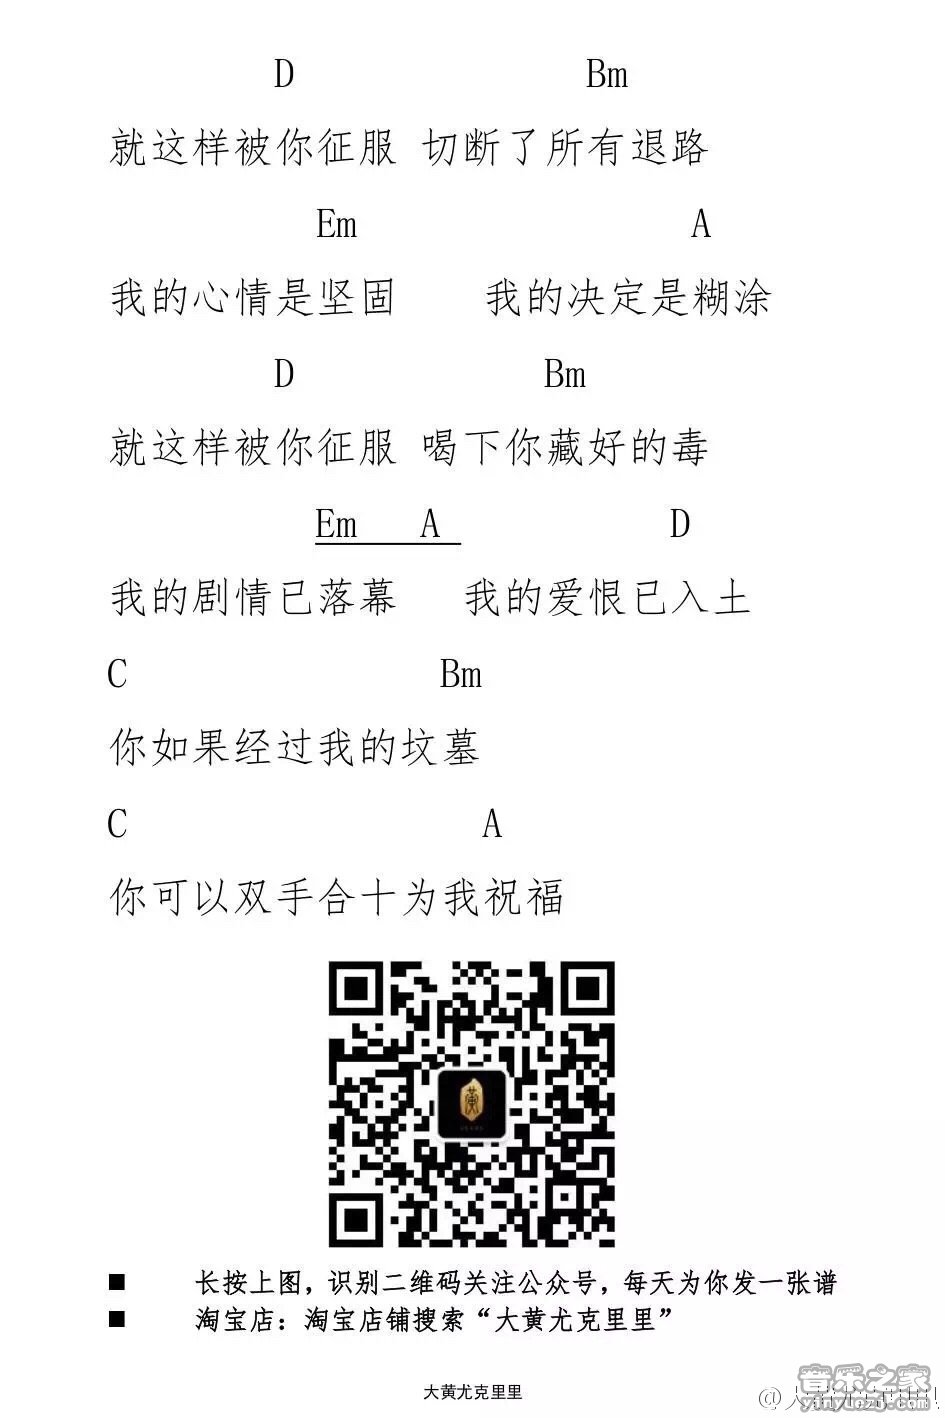 D Bm
就这样被你征服 切断了所有退路
Em A
我的心情是坚固 我的决定是糊涂
D Bm
就这样被你征服 喝下你藏好的毒
Em A D
我的剧情已落幕 我的爱恨已入土
C Bm
你如果经过我的坟墓
C A
你可以双手合十为我祝福
■ 长按上图，识别二维码关注公众号，每天为你发一张谱
■ 淘宝店：淘宝店铺搜索“大黄尤克里里”
大黄尤克里里
音乐之家
yinyuezj.com